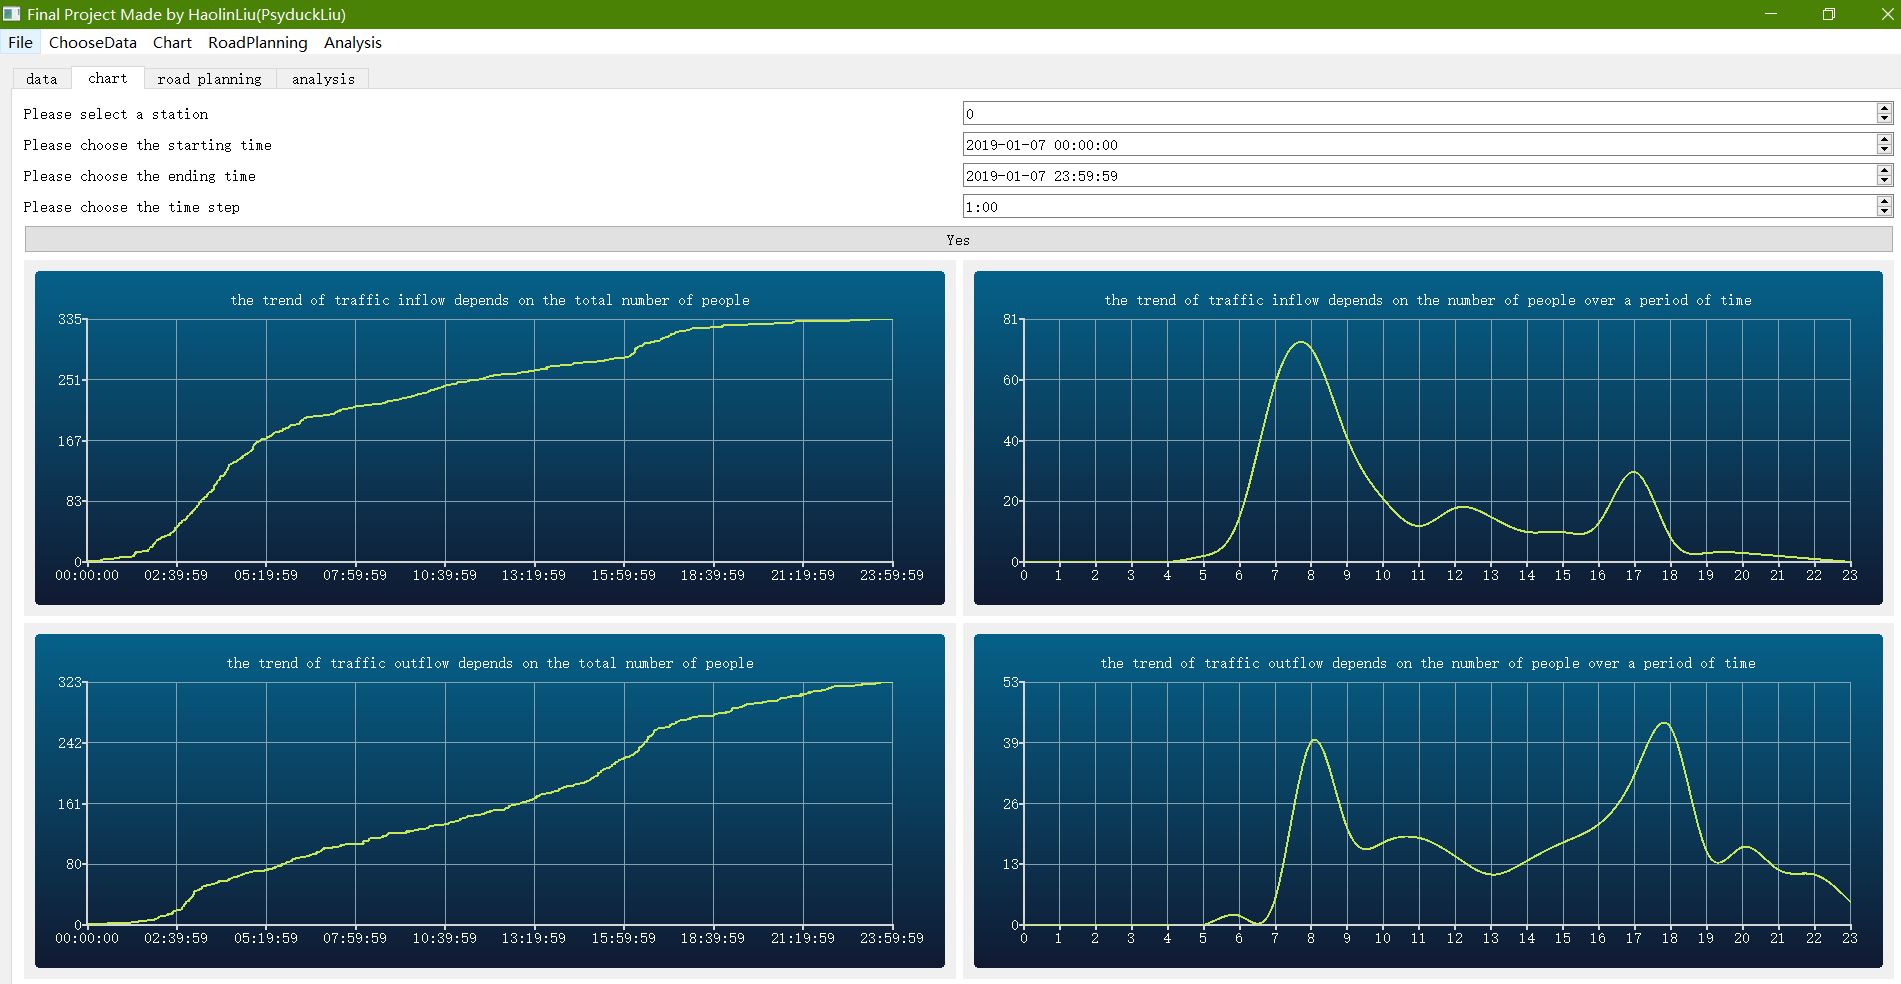 Final Project Made by HaolinLiu(PsyduckLiu)
File ChooseData Chart RoadPlanning Analysis
data chart road planning analysis
Please select a station 0
Please choose the starting time 2019-01-07 00:00:00
Please choose the ending time 2019-01-07 23:59:59
Please choose the time step 1:00
Yes
the trend of traffic inflow depends on the total number of people
335
251
167
83
0
00:00:00 02:39:59 05:19:59 07:59:59 10:39:59 13:19:59 15:59:59 18:39:59 21:19:59 23:59:59
the trend of traffic inflow depends on the number of people over a period of time
81
60
40
20
0
0 1 2 3 4 5 6 7 8 9 10 11 12 13 14 15 16 17 18 19 20 21 22 23
the trend of traffic outflow depends on the total number of people
323
242
161
80
0
00:00:00 02:39:59 05:19:59 07:59:59 10:39:59 13:19:59 15:59:59 18:39:59 21:19:59 23:59:59
the trend of traffic outflow depends on the number of people over a period of time
53
39
26
13
0
0 1 2 3 4 5 6 7 8 9 10 11 12 13 14 15 16 17 18 19 20 21 22 23